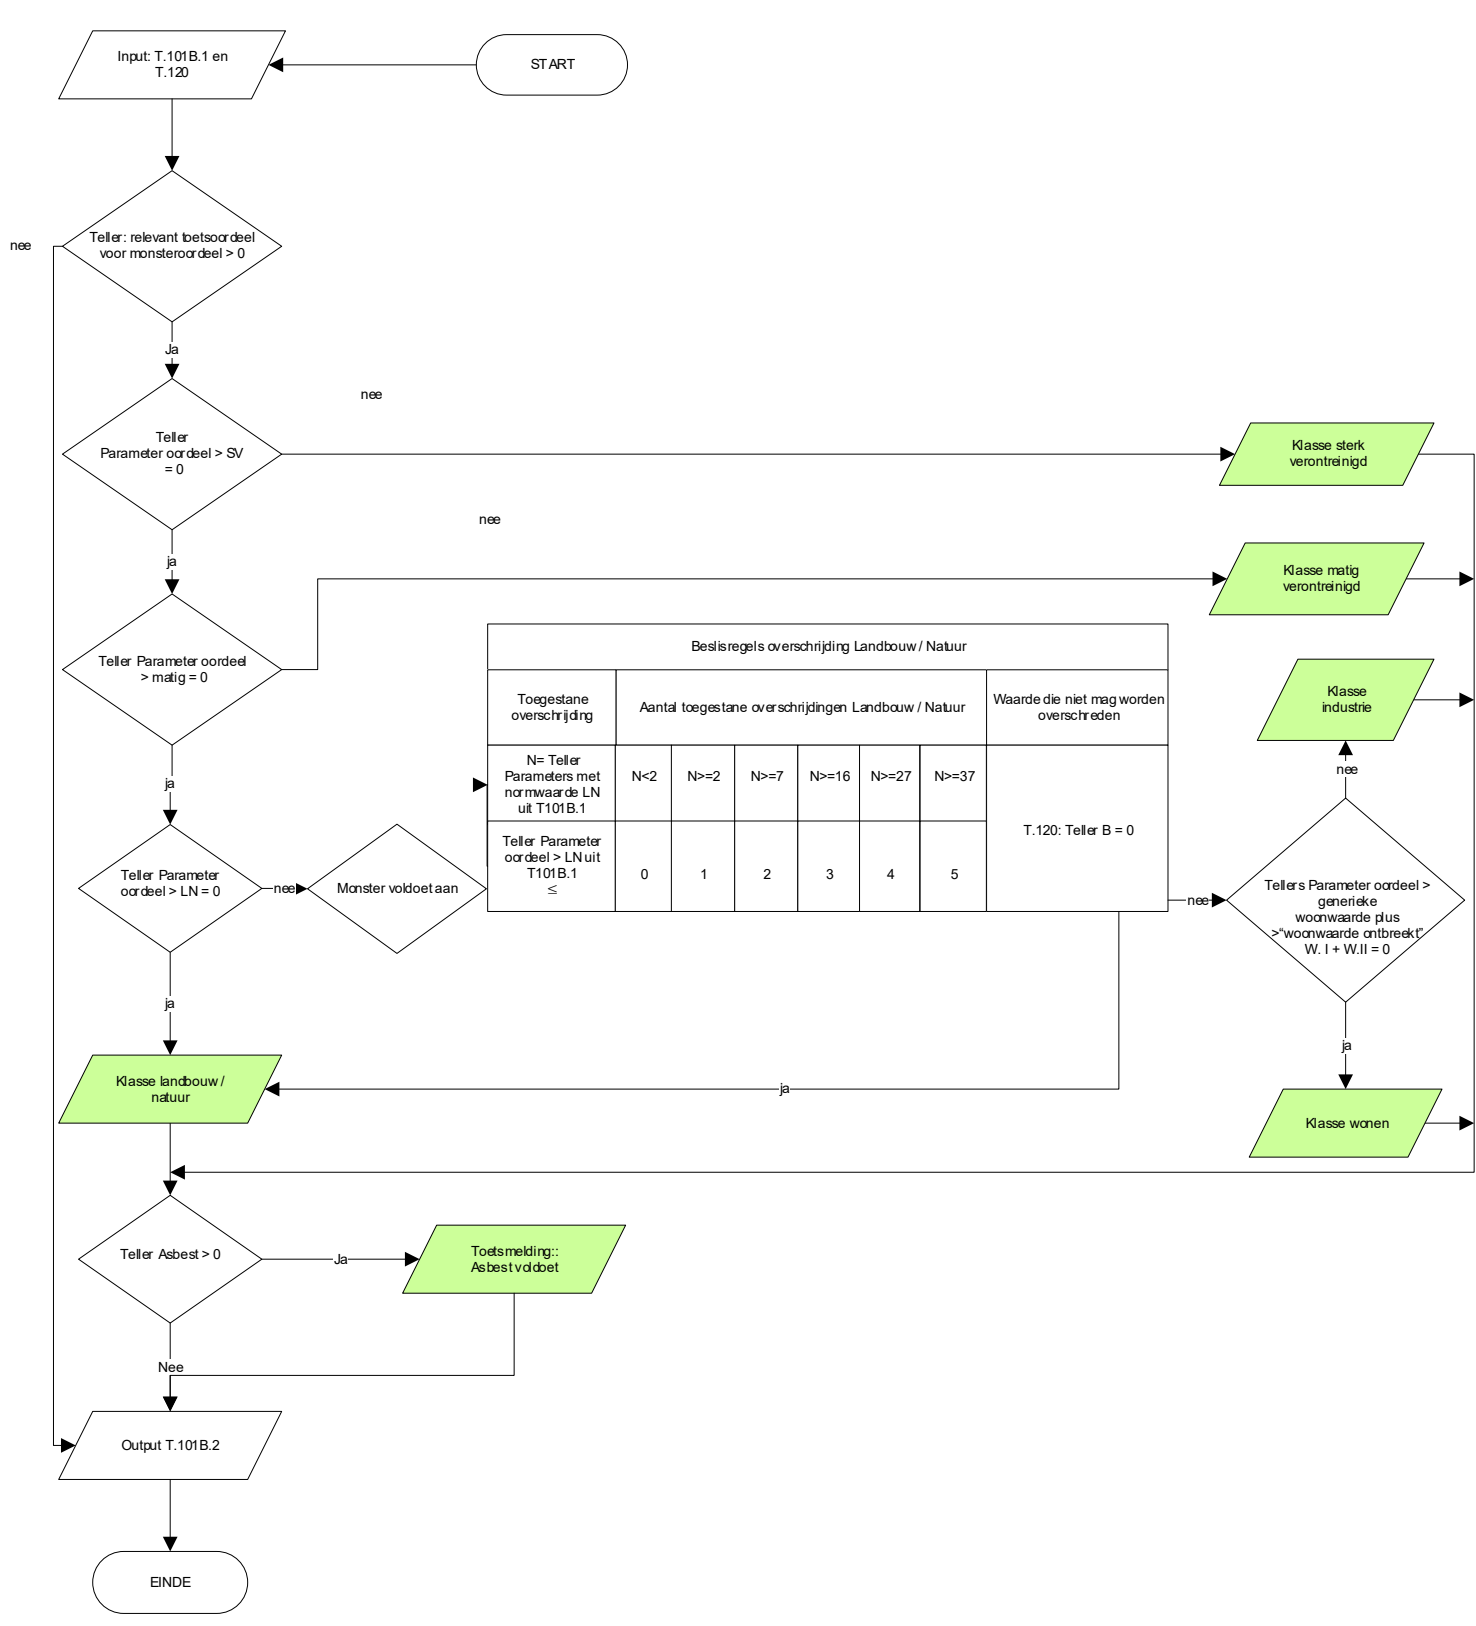 Input: T.101B.1 en
T.120
START
Teller: relevant toetsoordeel
voor monsteroordeel > 0
nee
Ja
nee
Teller
Parameter oordeel > SV
= 0
Klasse sterk
verontreinigd
nee
ja
Klasse matig
verontreinigd
Teller Parameter oordeel
> matig = 0
Beslisregels overschrijding Landbouw / Natuur
Toegestane
overschrijding
Aantal toegestane overschrijdingen Landbouw / Natuur
Waarde die niet mag worden
overschreden
Klasse
industrie
N= Teller
Parameters met
normwaarde LN
uit T101B.1
N<2
N>=2
N>=7
N>=16
N>=27
N>=37
nee
ja
T.120: Teller B = 0
Teller Parameter
oordeel > LN uit
T101B.1
≤
0
1
2
3
4
5
Teller Parameter
oordeel > LN = 0
nee
Monster voldoet aan
nee
Tellers Parameter oordeel >
generieke
woonwaarde plus
>“woonwaarde ontbreekt”
W. I + W.II = 0
ja
ja
Klasse landbouw /
natuur
ja
Klasse wonen
Teller Asbest > 0
Ja
Toetsmelding::
Asbest voldoet
Nee
Output T.101B.2
EINDE